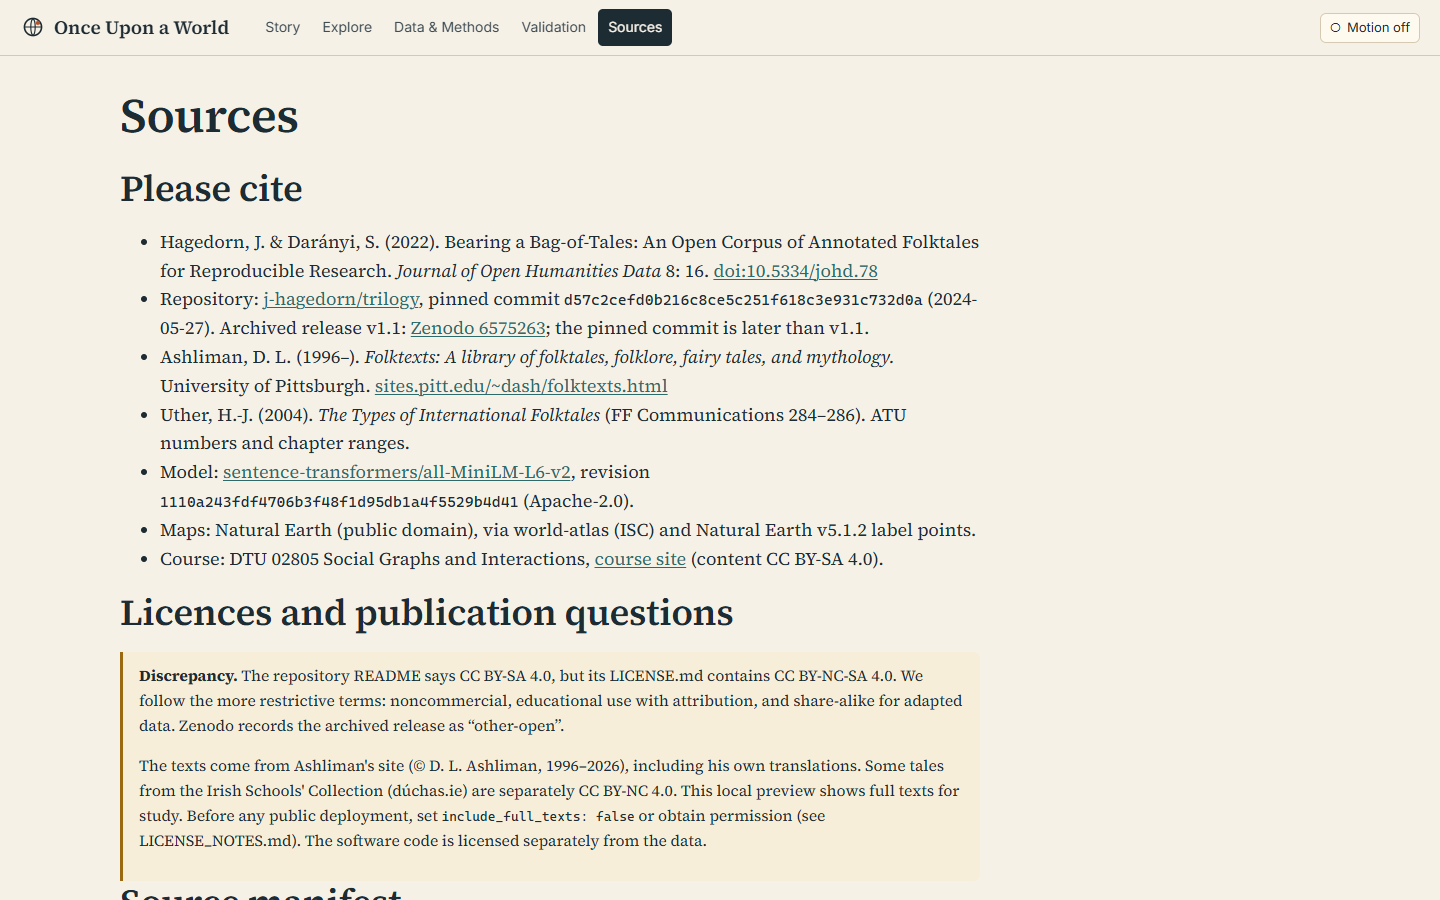 Once Upon a World
Story
Explore
Data & Methods
Validation
Sources
Motion off
Sources
Please cite
• Hagedorn, J. & Darányi, S. (2022). Bearing a Bag-of-Tales: An Open Corpus of Annotated Folktales
for Reproducible Research. Journal of Open Humanities Data 8: 16. doi:10.5334/johd.78
• Repository: j-hagedorn/trilogy, pinned commit d57c2cefd0b216c8ce5c251f618c3e931c732d0a (2024-
05-27). Archived release v1.1: Zenodo 6575263; the pinned commit is later than v1.1.
• Ashliman, D. L. (1996–). Folktexts: A library of folktales, folklore, fairy tales, and mythology.
University of Pittsburgh. sites.pitt.edu/~dash/folktexts.html
• Uther, H.-J. (2004). The Types of International Folktales (FF Communications 284–286). ATU
numbers and chapter ranges.
• Model: sentence-transformers/all-MiniLM-L6-v2, revision
1110a243fdf4706b3f48f1d95db1a4f5529b4d41 (Apache-2.0).
• Maps: Natural Earth (public domain), via world-atlas (ISC) and Natural Earth v5.1.2 label points.
• Course: DTU 02805 Social Graphs and Interactions, course site (content CC BY-SA 4.0).
Licences and publication questions
Discrepancy. The repository README says CC BY-SA 4.0, but its LICENSE.md contains CC BY-NC-SA 4.0. We
follow the more restrictive terms: noncommercial, educational use with attribution, and share-alike for adapted
data. Zenodo records the archived release as “other-open”.
The texts come from Ashliman's site (© D. L. Ashliman, 1996–2026), including his own translations. Some tales
from the Irish Schools' Collection (dúchas.ie) are separately CC BY-NC 4.0. This local preview shows full texts for
study. Before any public deployment, set include_full_texts: false or obtain permission (see
LICENSE_NOTES.md). The software code is licensed separately from the data.
Source manifest